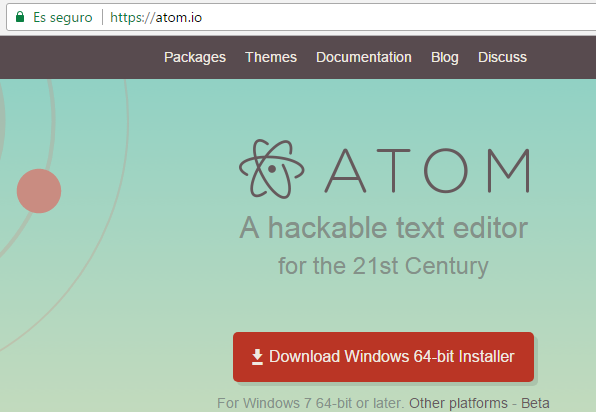 Es seguro https://atom.io
Packages Themes Documentation Blog Discuss
ATOM
A hackable text editor
for the 21st Century
Download Windows 64-bit Installer
For Windows 7 64-bit or later. Other platforms - Beta